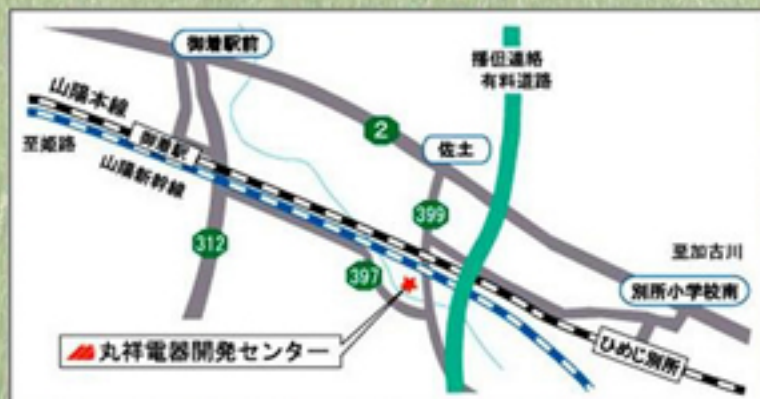 御着駅前
播但連絡
有料道路
山陽本線
御着駅
2
佐土
至姫路
山陽新幹線
399
312
397
至加古川
別所小学校南
丸祥電器開発センター
ひめじ別所